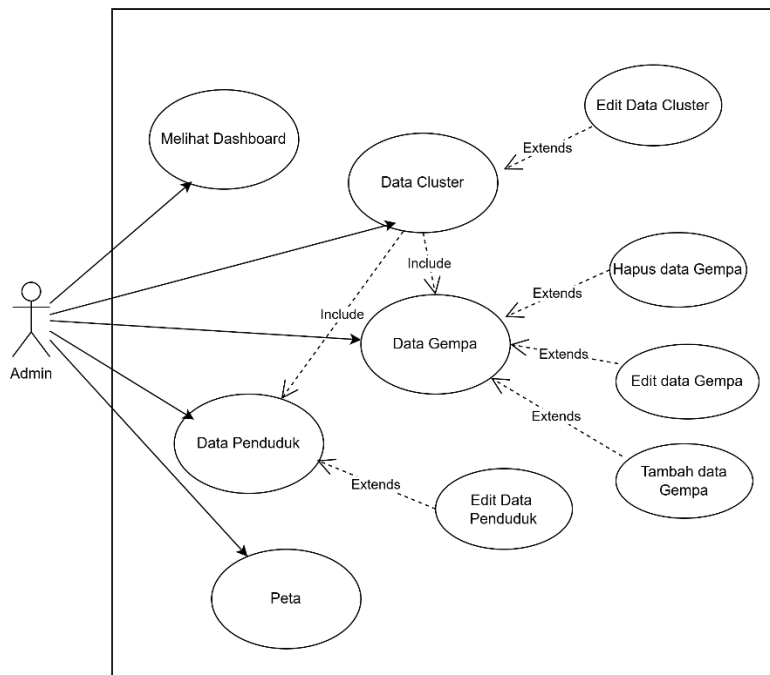 Edit Data Cluster
Melihat Dashboard
Extends
Data Cluster
Hapus data Gempa
Include
Extends
Include
Admin
Data Gempa
Extends
Edit data Gempa
Extends
Data Penduduk
Tambah data
Gempa
Extends
Edit Data
Penduduk
Peta